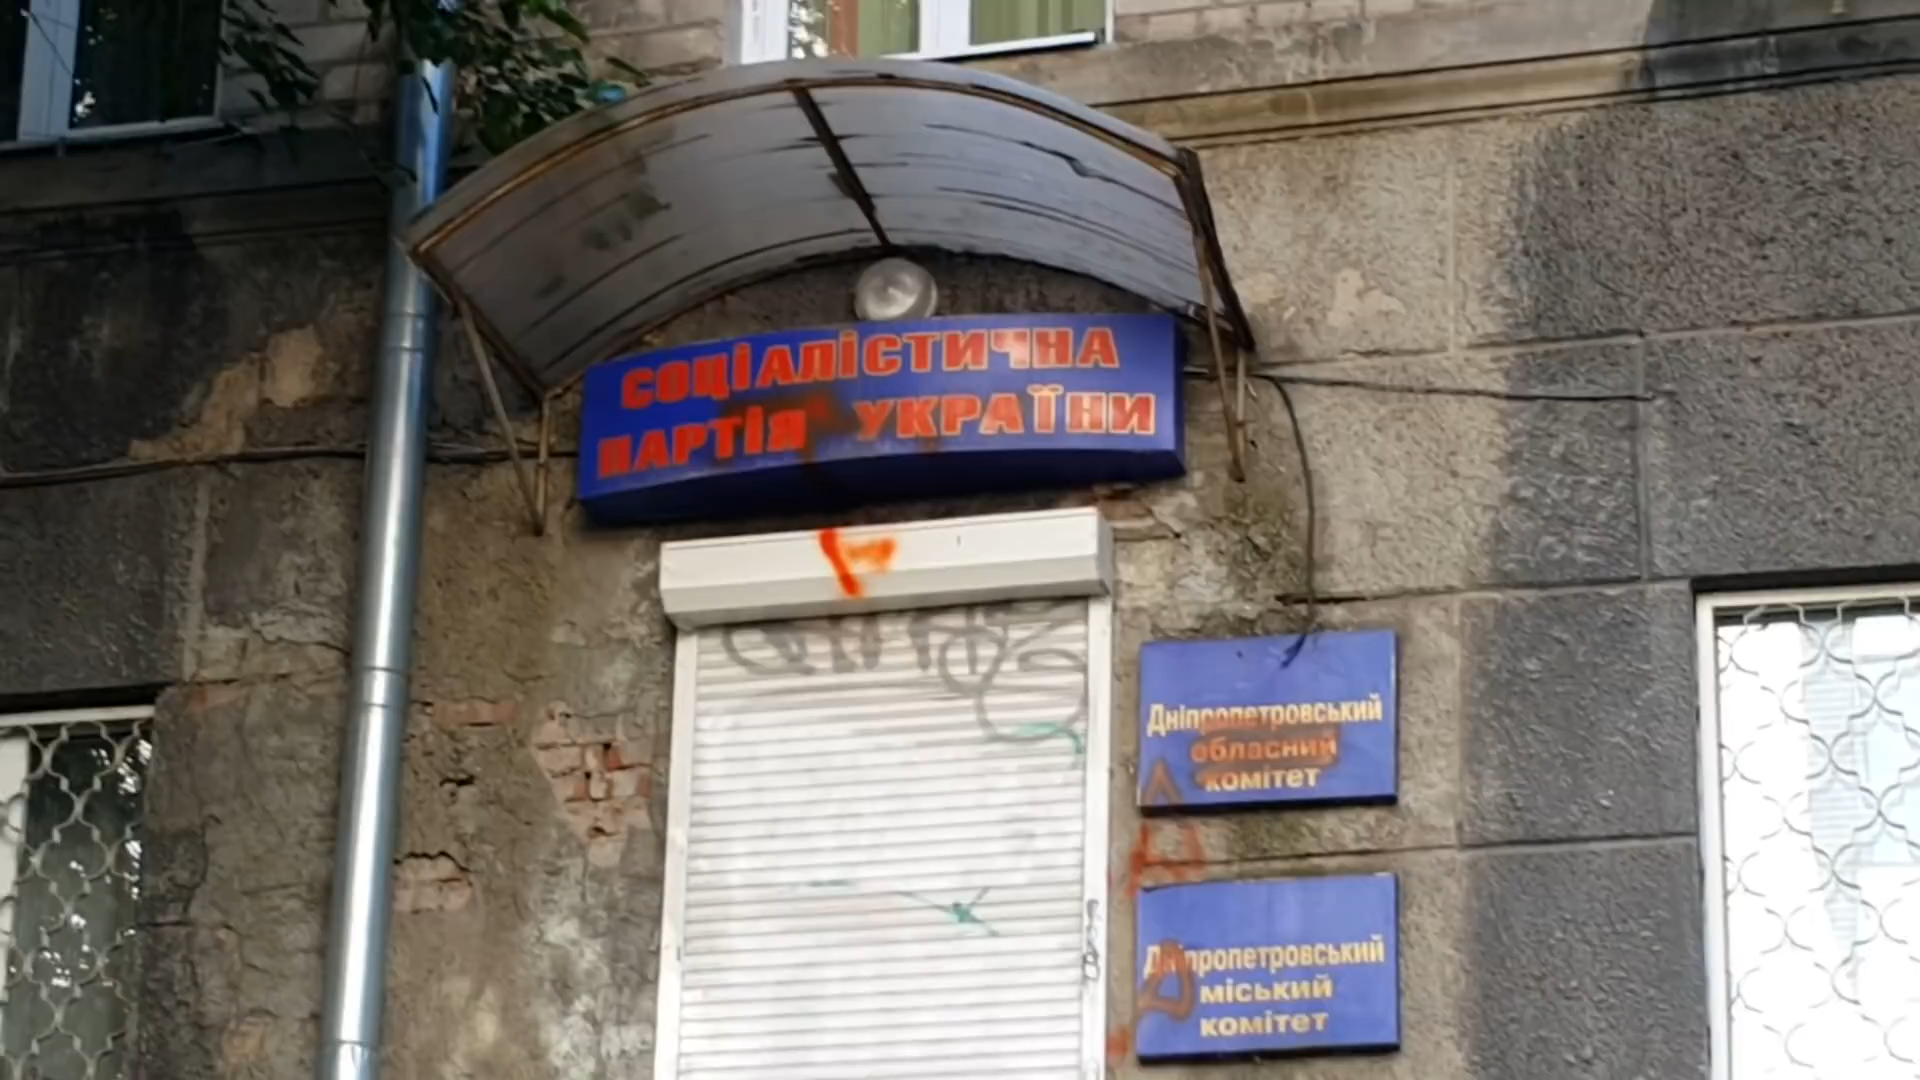 СОЦІАЛІСТИЧНА
ПАРТІЯ УКРАЇНИ
Дніпропетровський
обласний
комітет
Дніпропетровський
міський
комітет